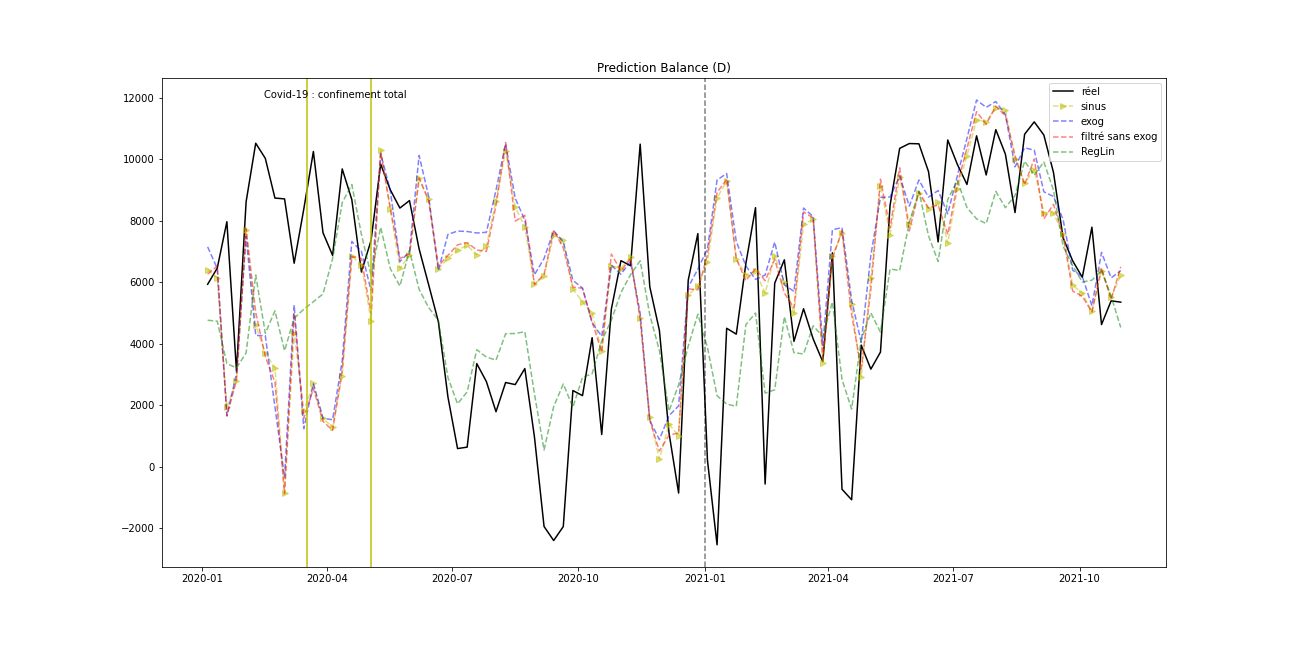 Prediction Balance (D)
Covid-19 : confinement total
réel
sinus
exog
filtré sans exog
RegLin
12000
10000
8000
6000
4000
2000
0
−2000
2020-01
2020-04
2020-07
2020-10
2021-01
2021-04
2021-07
2021-10